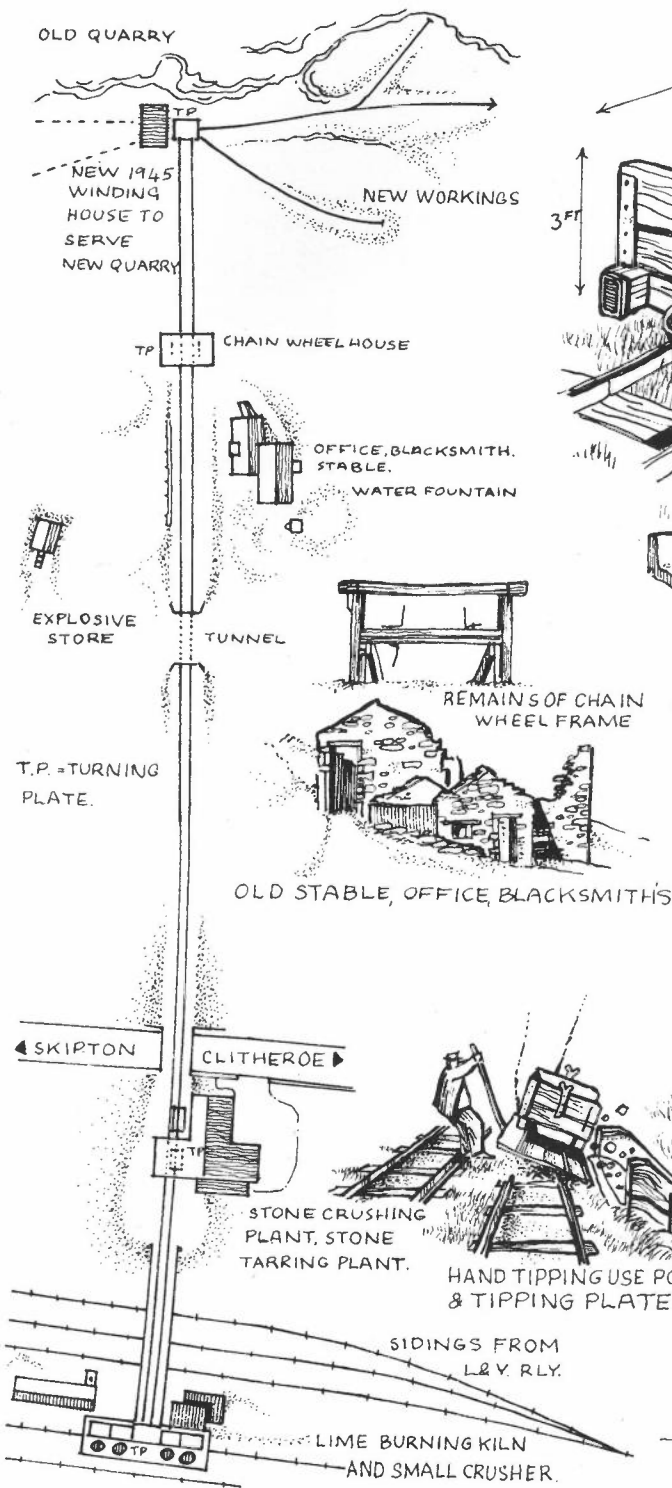 OLD QUARRY
TP
NEW 1945
WINDING
HOUSE TO
SERVE
NEW QUARRY
NEW WORKINGS
3 FT
TP
CHAIN WHEEL HOUSE
OFFICE, BLACKSMITH.
STABLE.
WATER FOUNTAIN
EXPLOSIVE
STORE
TUNNEL
REMAINS OF CHAIN
WHEEL FRAME
T.P. = TURNING
PLATE.
OLD STABLE, OFFICE, BLACKSMITH'S
◄ SKIPTON
CLITHEROE ►
TP
STONE CRUSHING
PLANT, STONE
TARRING PLANT.
HAND TIPPING USE PO
& TIPPING PLATE
SIDINGS FROM
L&Y. RLY.
TP
LIME BURNING KILN
AND SMALL CRUSHER.